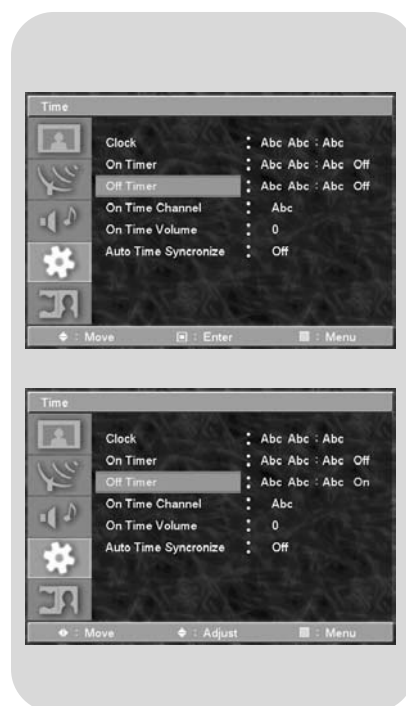 Time
Clock : Abc Abc : Abc
On Timer : Abc Abc : Abc Off
Off Timer : Abc Abc : Abc Off
On Time Channel : Abc
On Time Volume : 0
Auto Time Syncronize : Off
: Move : Enter : Menu
Time
Clock : Abc Abc : Abc
On Timer : Abc Abc : Abc Off
Off Timer : Abc Abc : Abc On
On Time Channel : Abc
On Time Volume : 0
Auto Time Syncronize : Off
: Move : Adjust : Menu